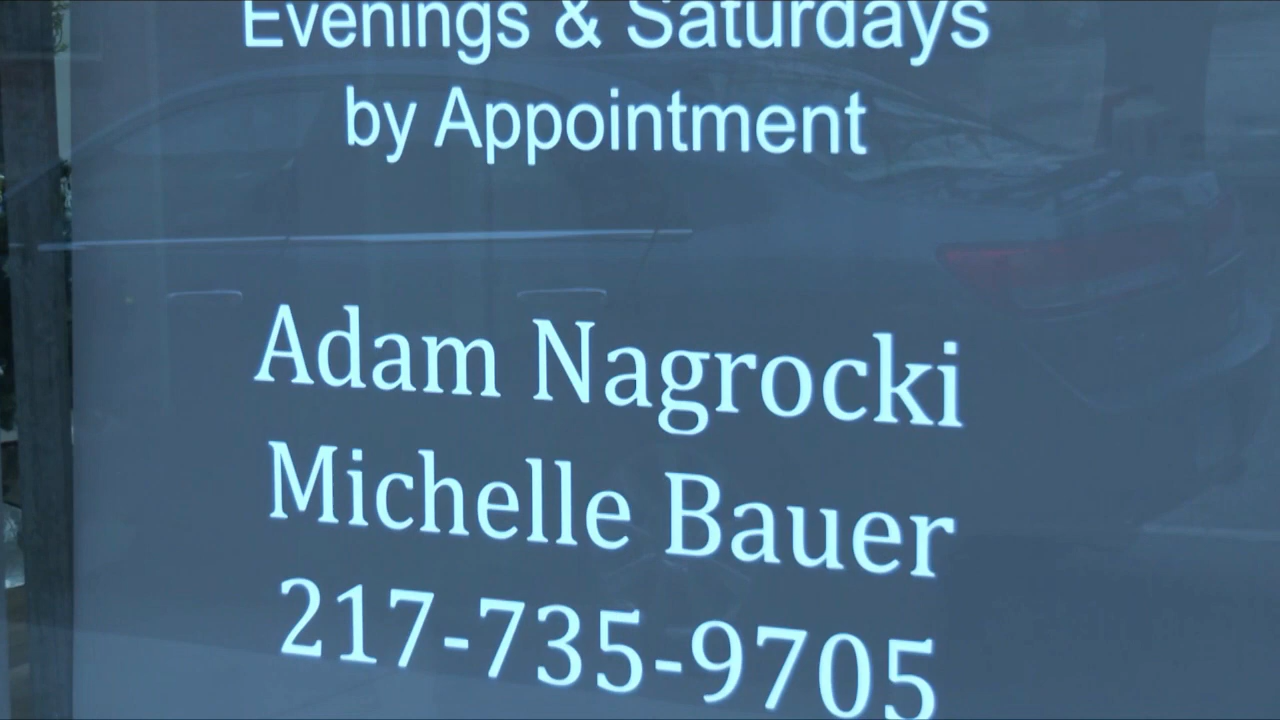 Evenings & Saturdays
by Appointment
Adam Nagrocki
Michelle Bauer
217-735-9705